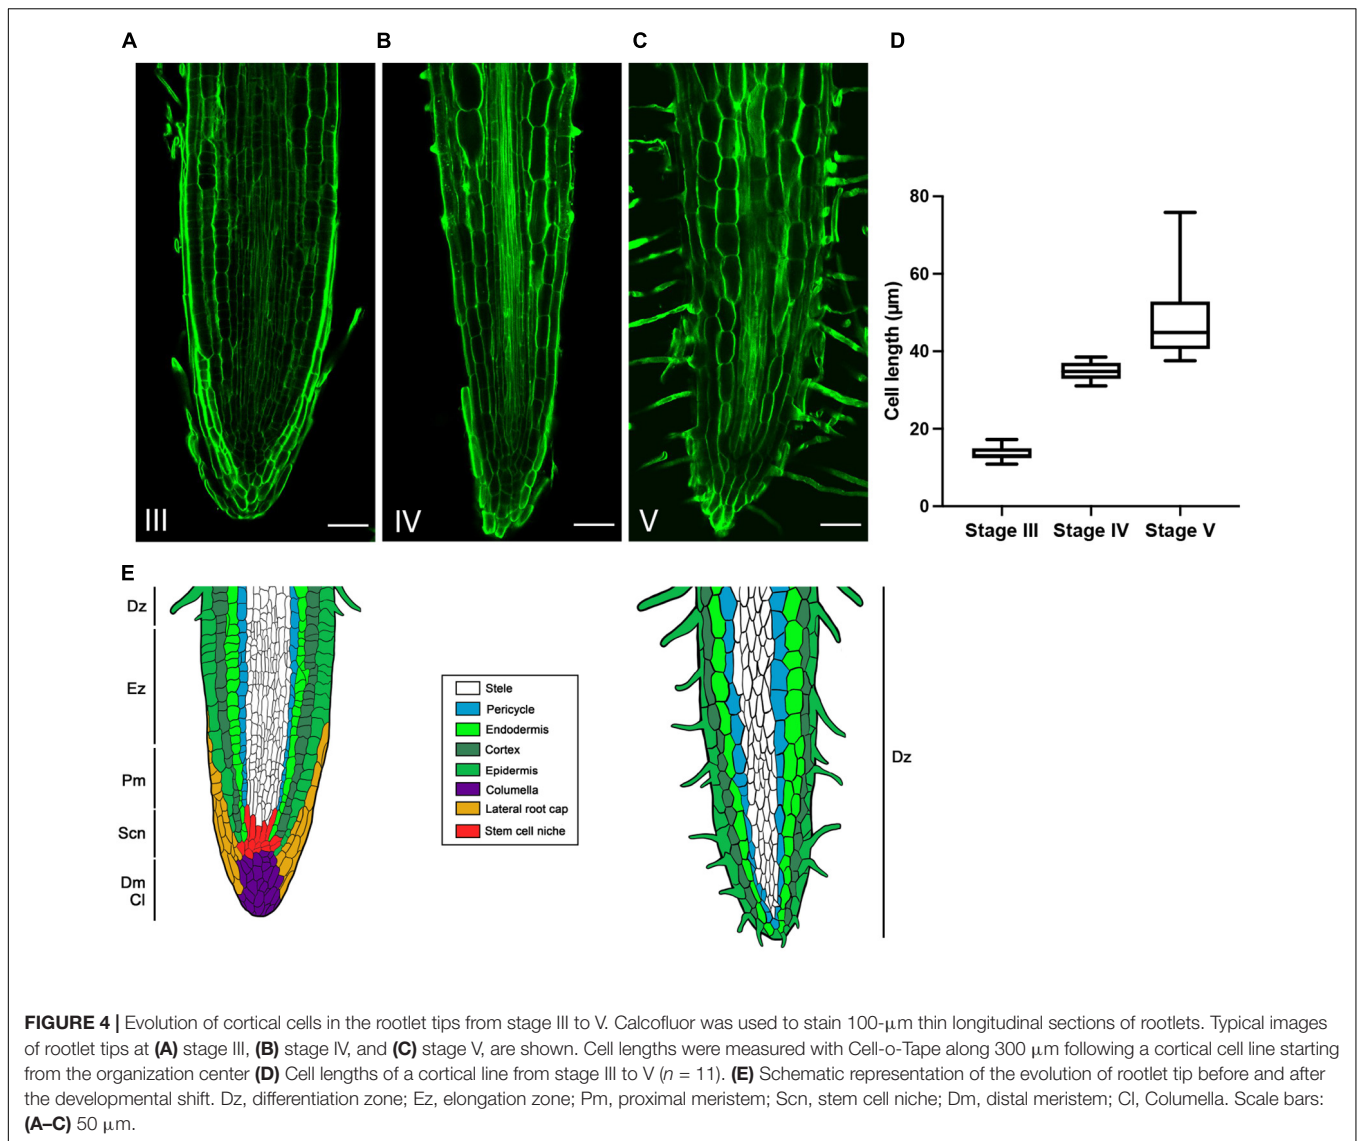 A
B
C
D
III
IV
V
80
60
40
20
0
Cell length (µm)
Stage III Stage IV Stage V
E
Dz
Ez
Pm
Scn
Dm
Cl
Stele
Pericycle
Endodermis
Cortex
Epidermis
Columella
Lateral root cap
Stem cell niche
Dz
FIGURE 4 | Evolution of cortical cells in the rootlet tips from stage III to V. Calcofluor was used to stain 100-µm thin longitudinal sections of rootlets. Typical images
of rootlet tips at (A) stage III, (B) stage IV, and (C) stage V, are shown. Cell lengths were measured with Cell-o-Tape along 300 µm following a cortical cell line starting
from the organization center (D) Cell lengths of a cortical line from stage III to V (n = 11). (E) Schematic representation of the evolution of rootlet tip before and after
the developmental shift. Dz, differentiation zone; Ez, elongation zone; Pm, proximal meristem; Scn, stem cell niche; Dm, distal meristem; Cl, Columella. Scale bars:
(A–C) 50 µm.